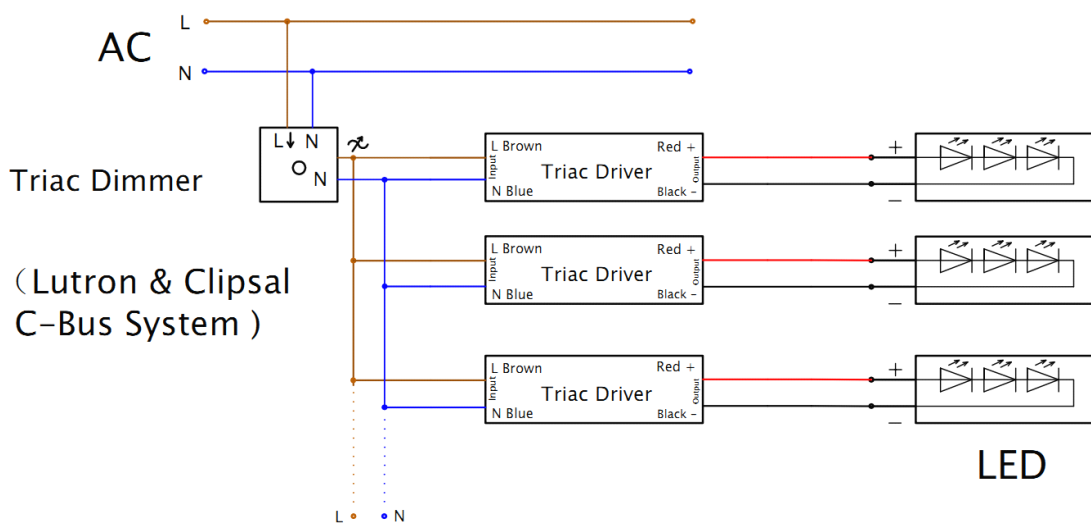 L
AC
N
L N
N
Triac Dimmer
（Lutron & Clipsal
C-Bus System )
L Brown
Red +
Input
Triac Driver
Output
N Blue
Black -
+
−
L Brown
Red +
Input
Triac Driver
Output
N Blue
Black -
+
−
L Brown
Red +
Input
Triac Driver
Output
N Blue
Black -
+
−
LED
L
N